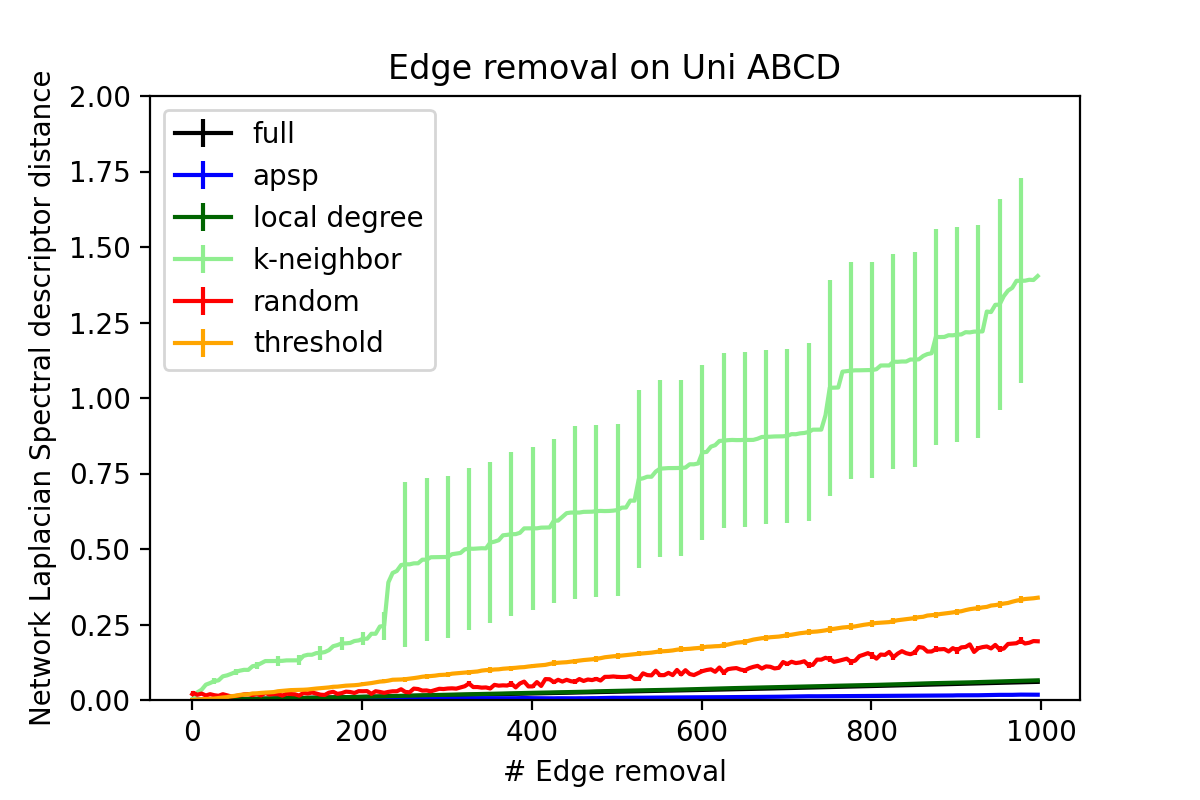 Edge removal on Uni ABCD
Network Laplacian Spectral descriptor distance
2.00
1.75
1.50
1.25
1.00
0.75
0.50
0.25
0.00
full
apsp
local degree
k-neighbor
random
threshold
0 200 400 600 800 1000
# Edge removal